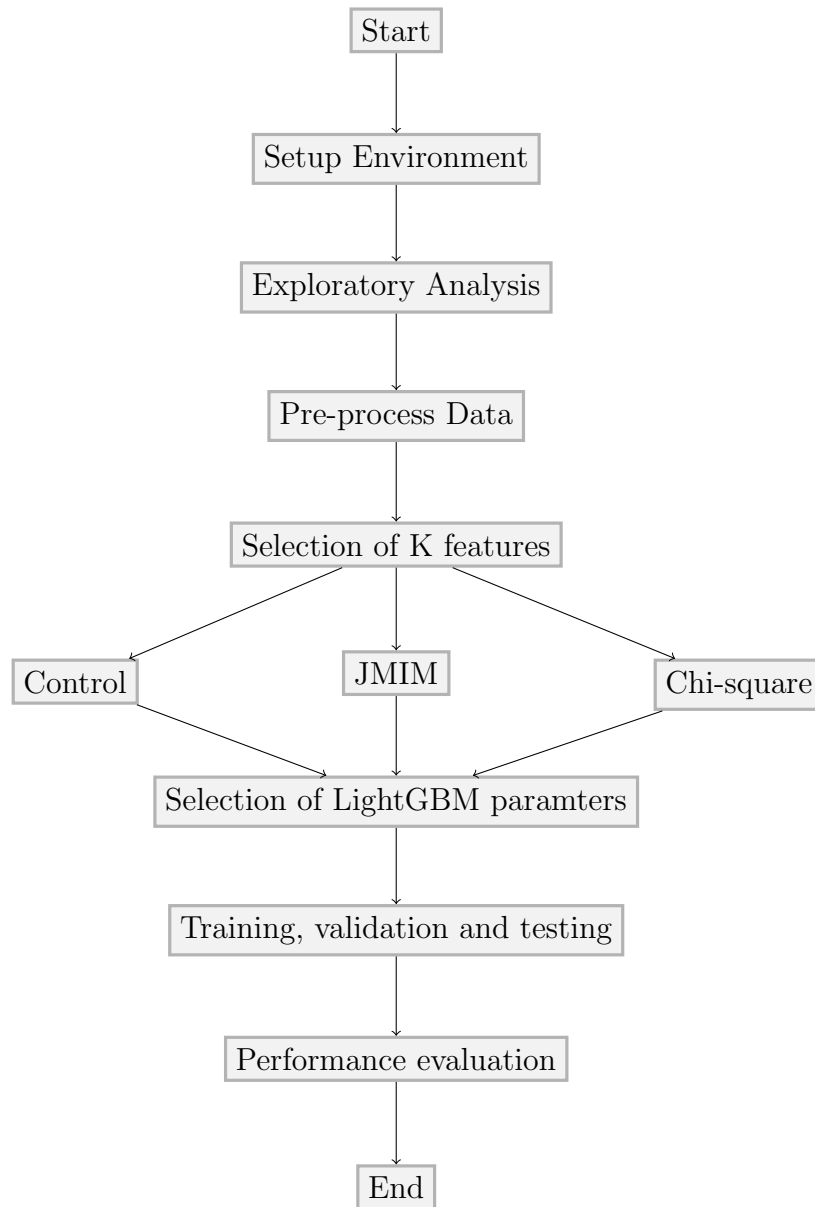 Start
Setup Environment
Exploratory Analysis
Pre-process Data
Selection of K features
Control
JMIM
Chi-square
Selection of LightGBM paramters
Training, validation and testing
Performance evaluation
End